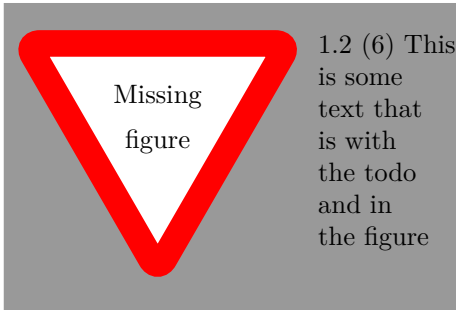 Missing
figure
1.2 (6) This
is some
text that
is with
the todo
and in
the figure